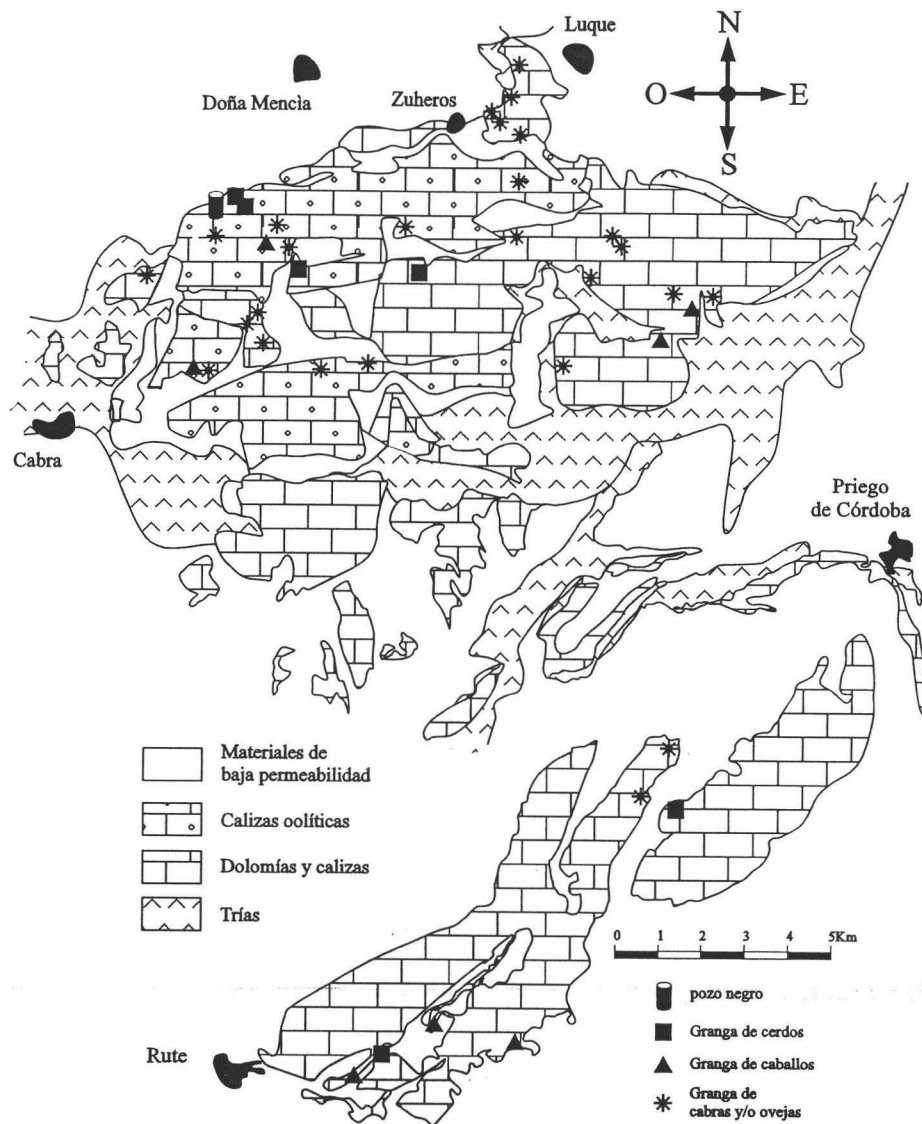 Luque
N
Doña Mencìa
Zuheros
O
E
S
Cabra
Priego
de Córdoba
Materiales de
baja permeabilidad
Calizas oolíticas
Dolomías y calizas
Trías
0 1 2 3 4 5Km
pozo negro
Granga de cerdos
Rute
Granga de caballos
Granga de
cabras y/o ovejas